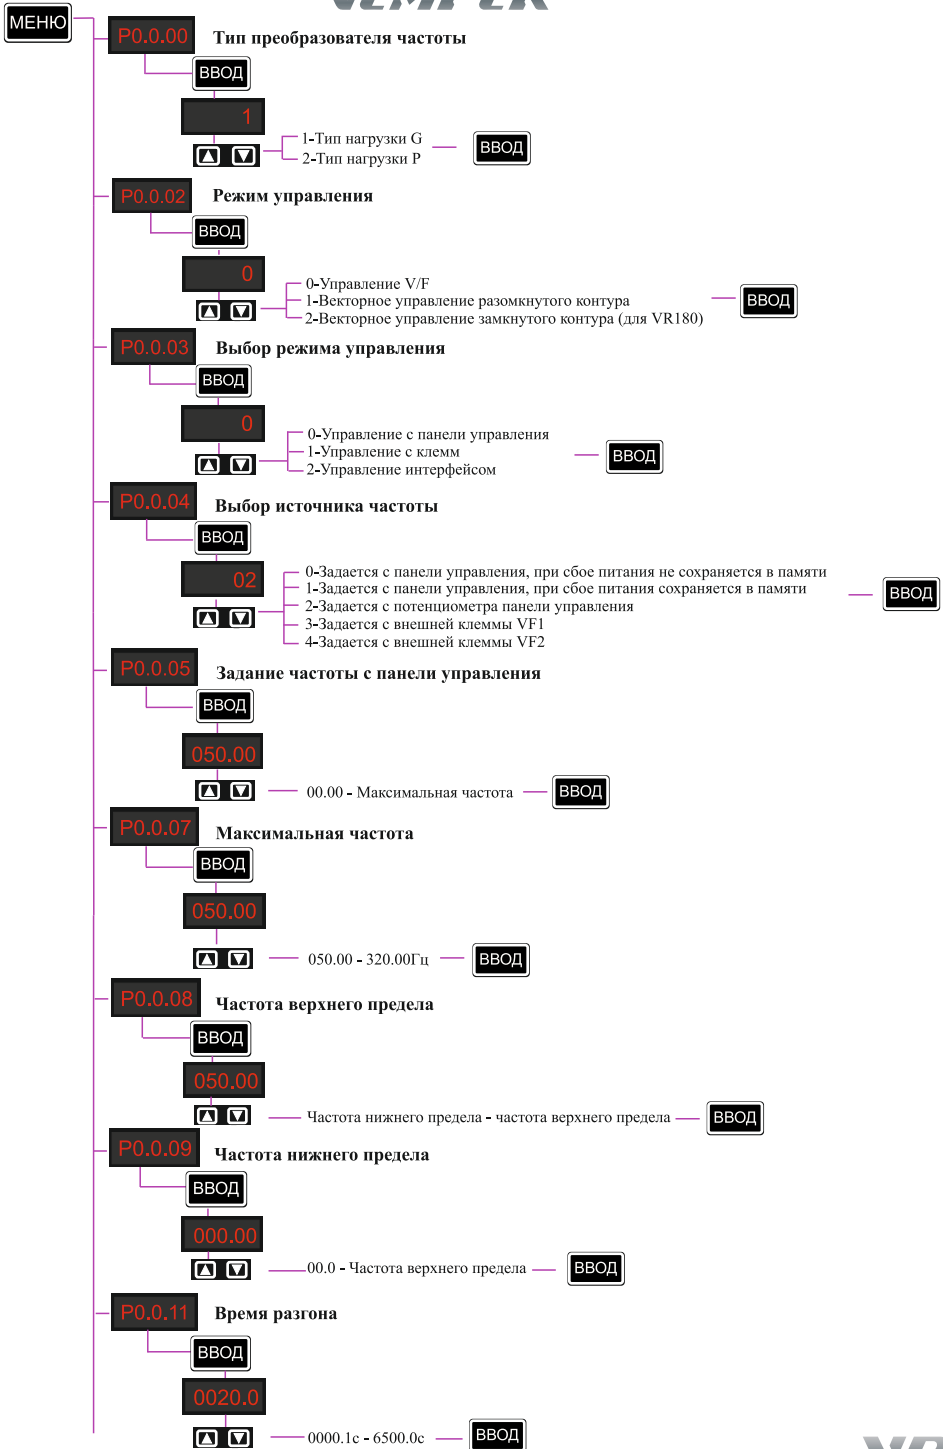 VEMPER
МЕНЮ
P0.0.00 Тип преобразователя частоты
ВВОД
1
1-Тип нагрузки G
2-Тип нагрузки P
ВВОД
P0.0.02 Режим управления
ВВОД
0
0-Управление V/F
1-Векторное управление разомкнутого контура
2-Векторное управление замкнутого контура (для VR180)
ВВОД
P0.0.03 Выбор режима управления
ВВОД
0
0-Управление с панели управления
1-Управление с клемм
2-Управление интерфейсом
ВВОД
P0.0.04 Выбор источника частоты
ВВОД
02
0-Задается с панели управления, при сбое питания не сохраняется в памяти
1-Задается с панели управления, при сбое питания сохраняется в памяти
2-Задается с потенциометра панели управления
3-Задается с внешней клеммы VF1
4-Задается с внешней клеммы VF2
ВВОД
P0.0.05 Задание частоты с панели управления
ВВОД
050.00
00.00 - Максимальная частота
ВВОД
P0.0.07 Максимальная частота
ВВОД
050.00
050.00 - 320.00Гц
ВВОД
P0.0.08 Частота верхнего предела
ВВОД
050.00
Частота нижнего предела - частота верхнего предела
ВВОД
P0.0.09 Частота нижнего предела
ВВОД
000.00
00.0 - Частота верхнего предела
ВВОД
P0.0.11 Время разгона
ВВОД
0020.0
0000.1с - 6500.0с
ВВОД